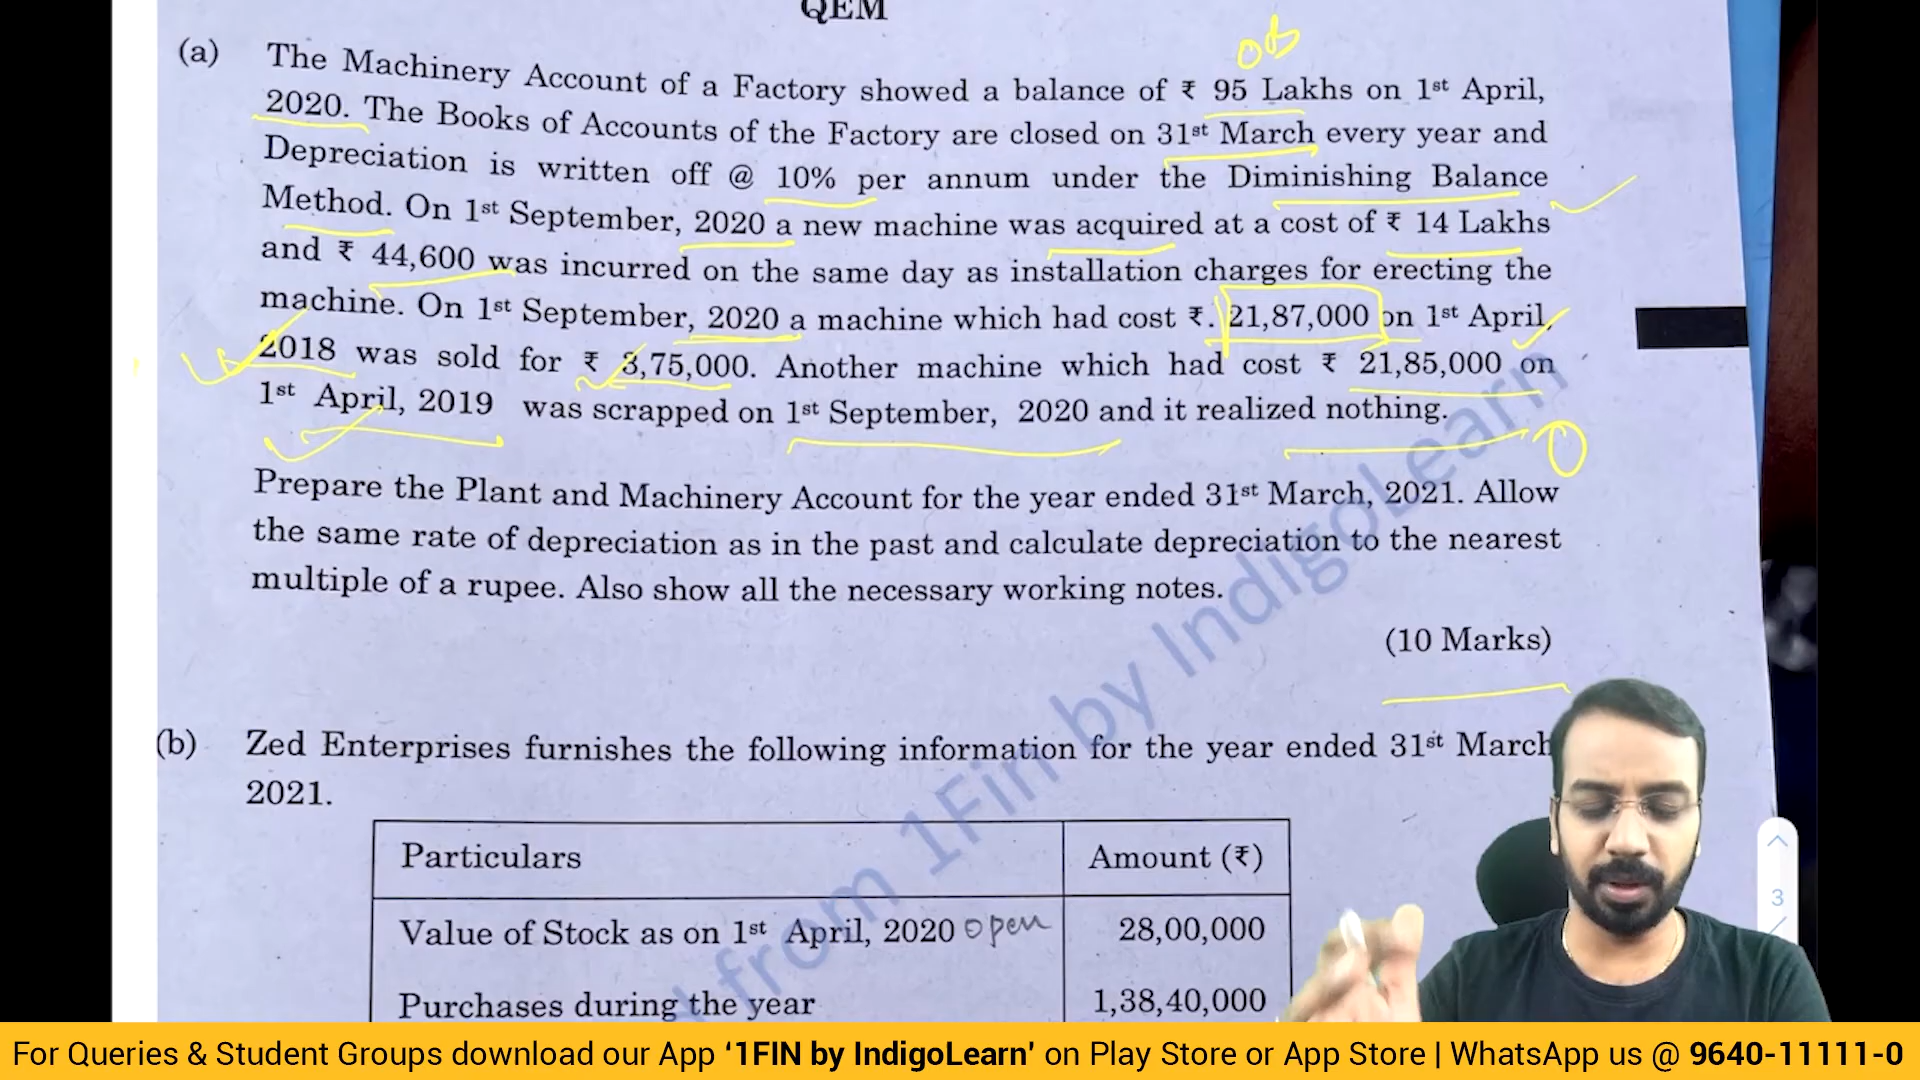 QEM
OB
(a) The Machinery Account of a Factory showed a balance of ₹ 95 Lakhs on 1st April,
2020. The Books of Accounts of the Factory are closed on 31st March every year and
Depreciation is written off @ 10% per annum under the Diminishing Balance
Method. On 1st September, 2020 a new machine was acquired at a cost of ₹ 14 Lakhs
and ₹ 44,600 was incurred on the same day as installation charges for erecting the
machine. On 1st September, 2020 a machine which had cost ₹. 21,87,000 on 1st April,
2018 was sold for ₹ 3,75,000. Another machine which had cost ₹ 21,85,000 on
1st April, 2019 was scrapped on 1st September, 2020 and it realized nothing.
Prepare the Plant and Machinery Account for the year ended 31st March, 2021. Allow
the same rate of depreciation as in the past and calculate depreciation to the nearest
multiple of a rupee. Also show all the necessary working notes.
(10 Marks)
(b) Zed Enterprises furnishes the following information for the year ended 31st March
2021.
Particulars Amount (₹)
Value of Stock as on 1st April, 2020 open 28,00,000
Purchases during the year 1,38,40,000
from 1Fin by IndigoLearn
3
For Queries & Student Groups download our App ‘1FIN by IndigoLearn' on Play Store or App Store | WhatsApp us @ 9640-11111-0